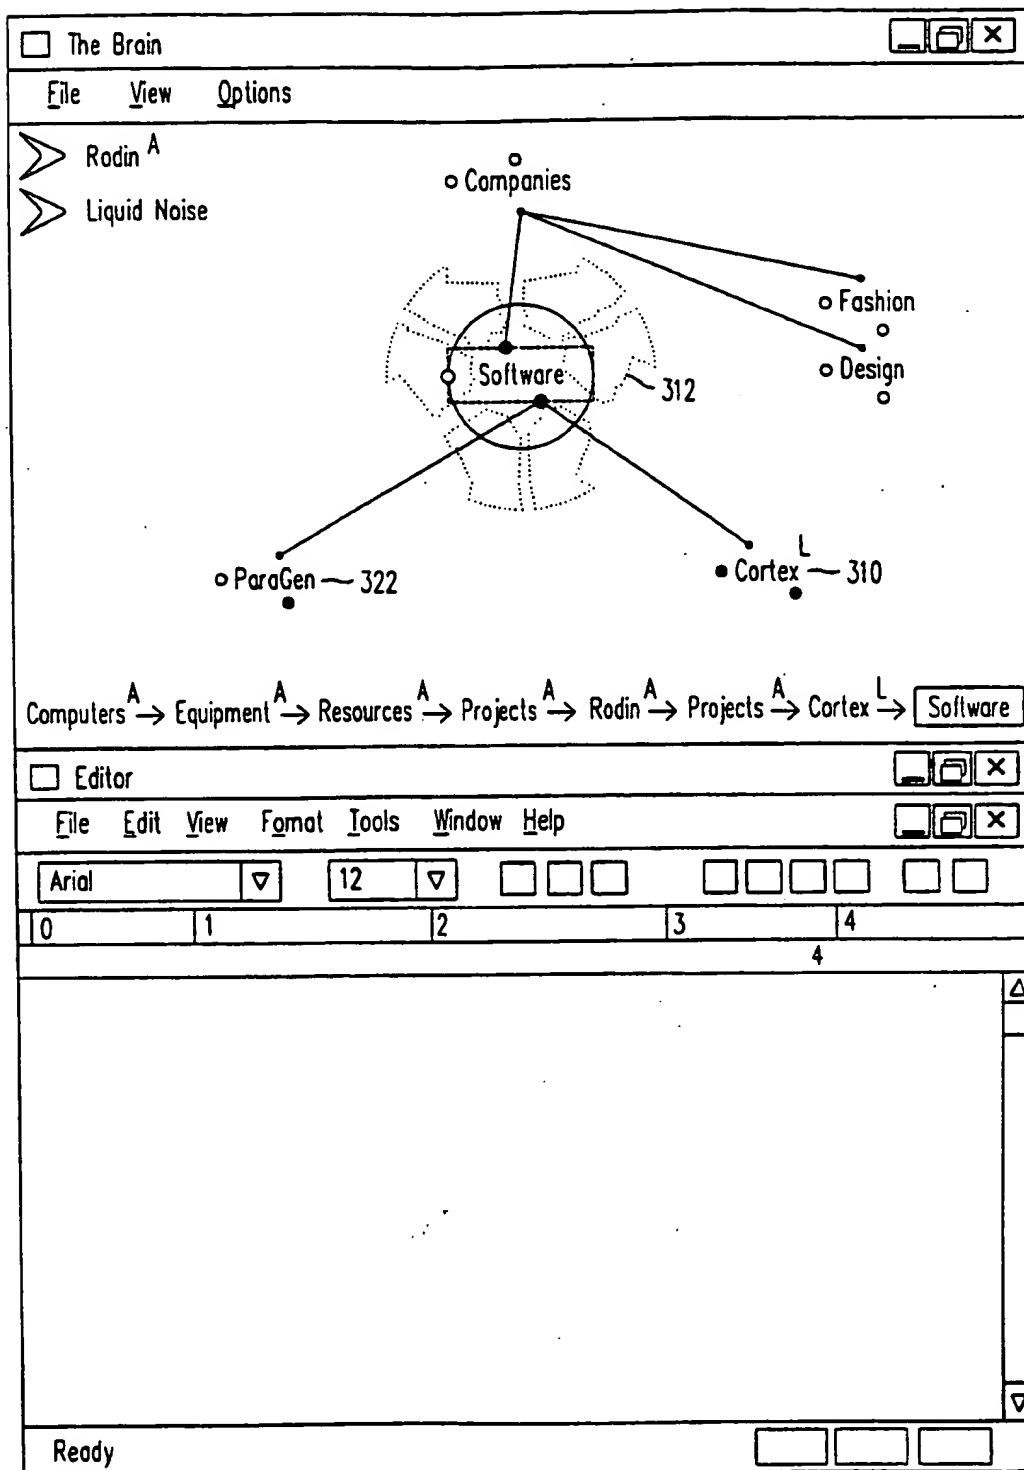 The Brain
File View Options
Rodin A
Liquid Noise
Companies
Fashion
Design
Software
312
ParaGen 322
L
Cortex 310
Computers A → Equipment A → Resources A → Projects A → Rodin A → Projects A → Cortex L → Software
Editor
File Edit View Fomat Tools Window Help
Arial 12
0 1 2 3 4
4
Ready